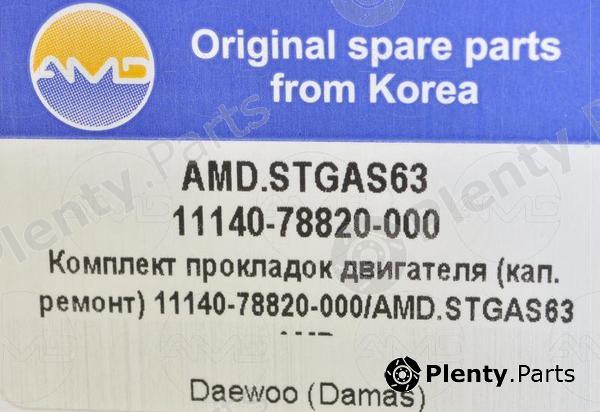 AMD
Original spare parts
from Korea
AMD.STGAS63
11140-78820-000
Комплект прокладок двигателя (кап.
ремонт) 11140-78820-000/AMD.STGAS63
Daewoo (Damas)
Plenty.Parts